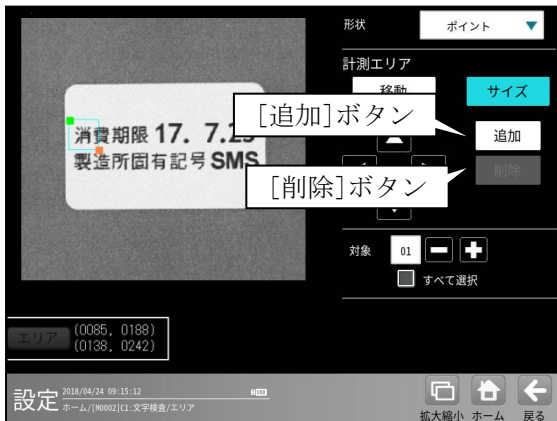 形状
ポイント
計測エリア
移動
サイズ
[追加]ボタン
追加
[削除]ボタン
削除
消費期限 17. 7.25
製造所固有記号 SMS
対象
01
すべて選択
エリア
(0085, 0188)
(0138, 0242)
設定
2018/04/24 09:15:12
ホーム/[M0002]C1:文字検査/エリア
拡大縮小
ホーム
戻る